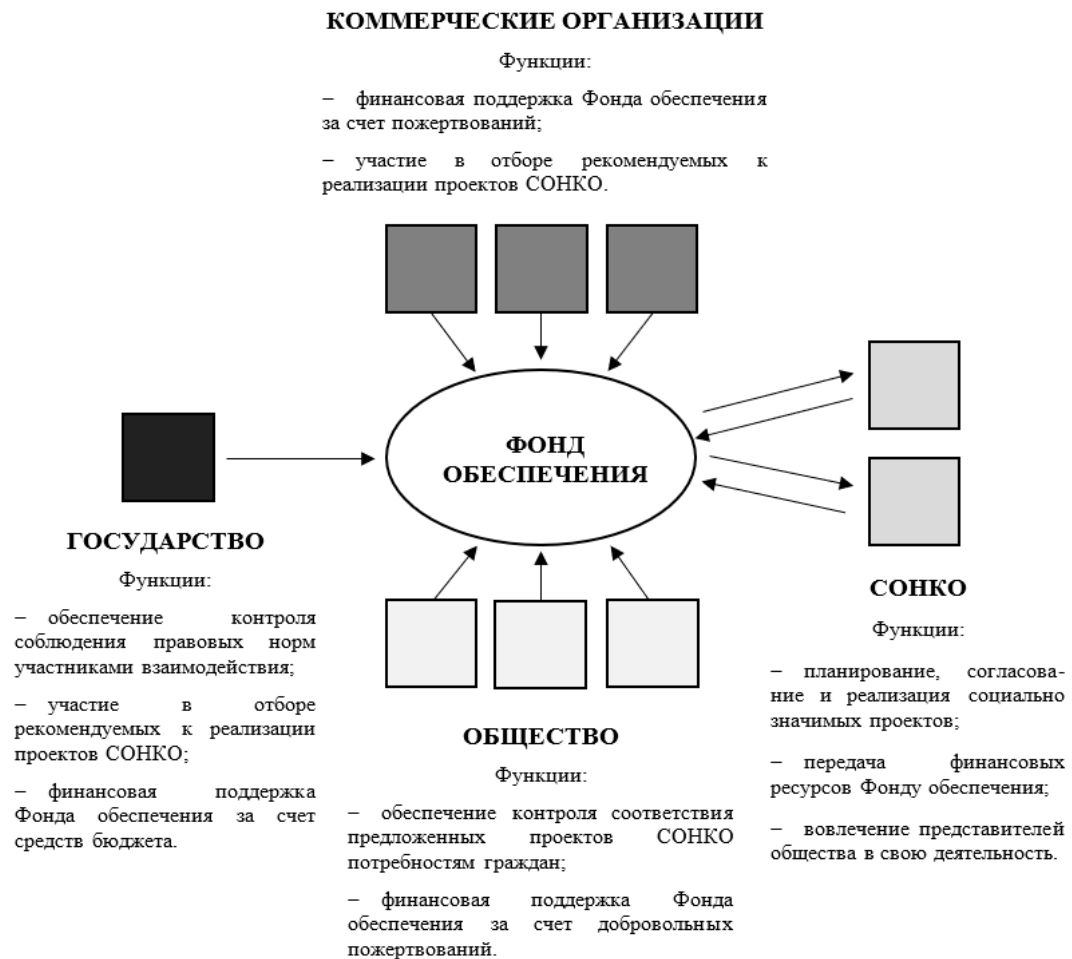 КОММЕРЧЕСКИЕ ОРГАНИЗАЦИИ
Функции:
– финансовая поддержка Фонда обеспечения
за счет пожертвований;
– участие в отборе рекомендуемых к
реализации проектов СОНКО.
ФОНД
ОБЕСПЕЧЕНИЯ
ГОСУДАРСТВО
Функции:
– обеспечение контроля
соблюдения правовых норм
участниками взаимодействия;
– участие в отборе
рекомендуемых к реализации
проектов СОНКО;
– финансовая поддержка
Фонда обеспечения за счет
средств бюджета.
ОБЩЕСТВО
Функции:
– обеспечение контроля соответствия
предложенных проектов СОНКО
потребностям граждан;
– финансовая поддержка Фонда
обеспечения за счет добровольных
пожертвований.
СОНКО
Функции:
– планирование, согласова-
ние и реализация социально
значимых проектов;
– передача финансовых
ресурсов Фонду обеспечения;
– вовлечение представителей
общества в свою деятельность.